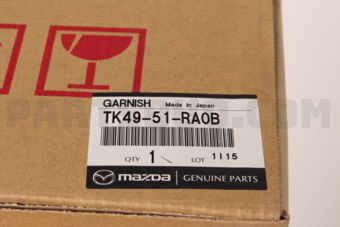 GARNISH Made In Japan
TK49-51-RA0B
QTY 1 LOT 1115
mazda GENUINE PARTS